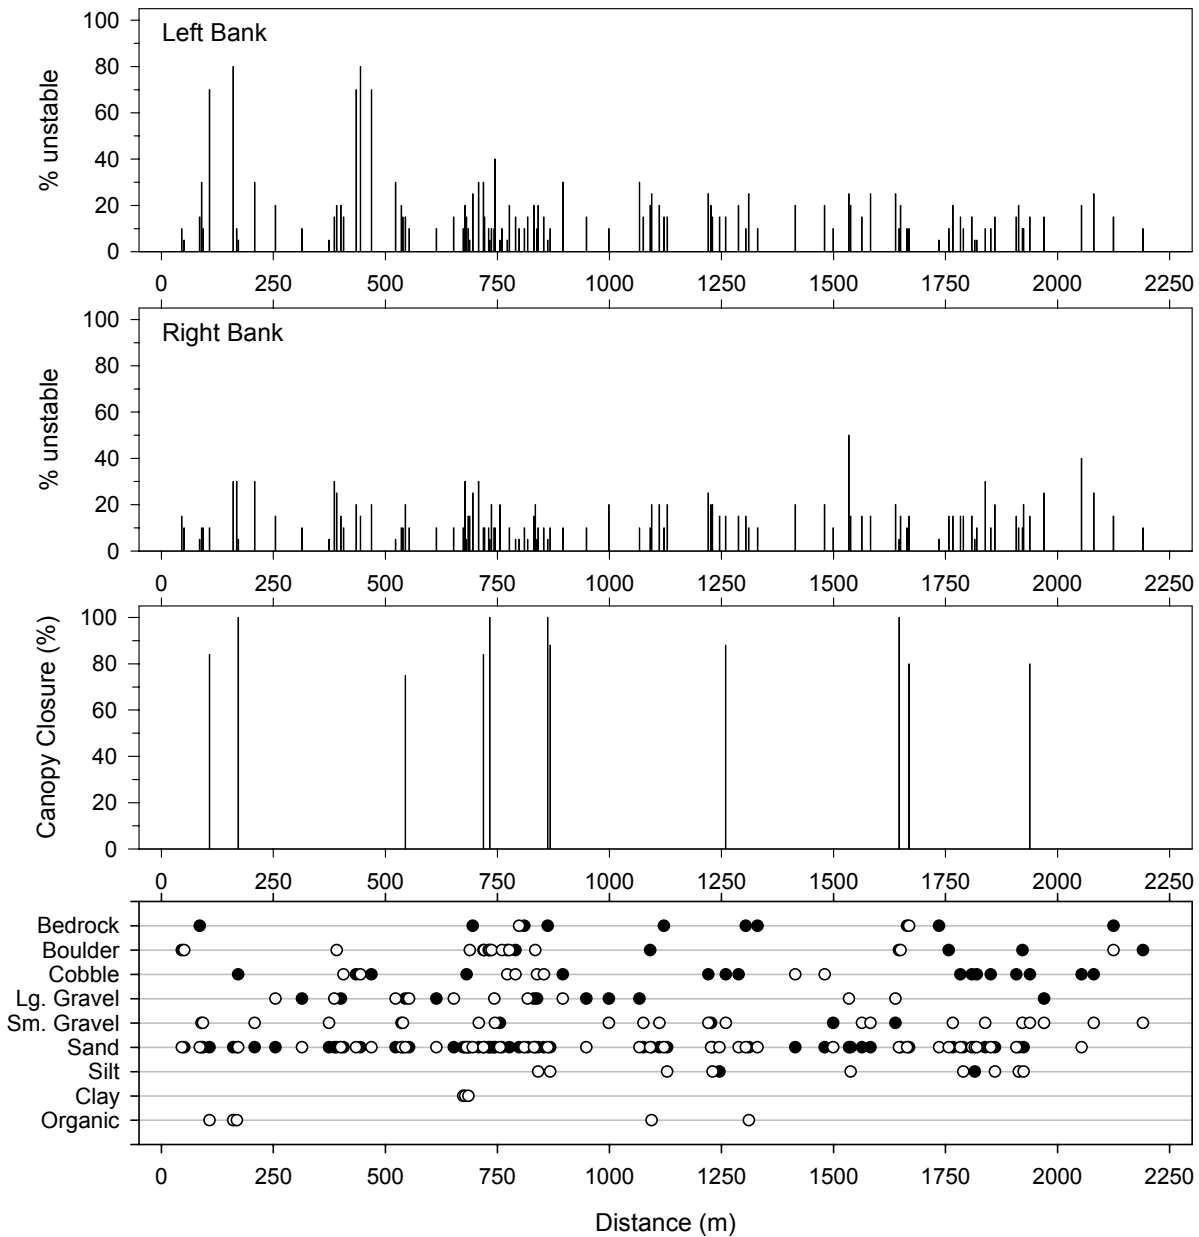 Left Bank
% unstable
100
80
60
40
20
0
0 250 500 750 1000 1250 1500 1750 2000 2250
Right Bank
% unstable
100
80
60
40
20
0
0 250 500 750 1000 1250 1500 1750 2000 2250
Canopy Closure (%)
100
80
60
40
20
0
0 250 500 750 1000 1250 1500 1750 2000 2250
Bedrock
Boulder
Cobble
Lg. Gravel
Sm. Gravel
Sand
Silt
Clay
Organic
0 250 500 750 1000 1250 1500 1750 2000 2250
Distance (m)